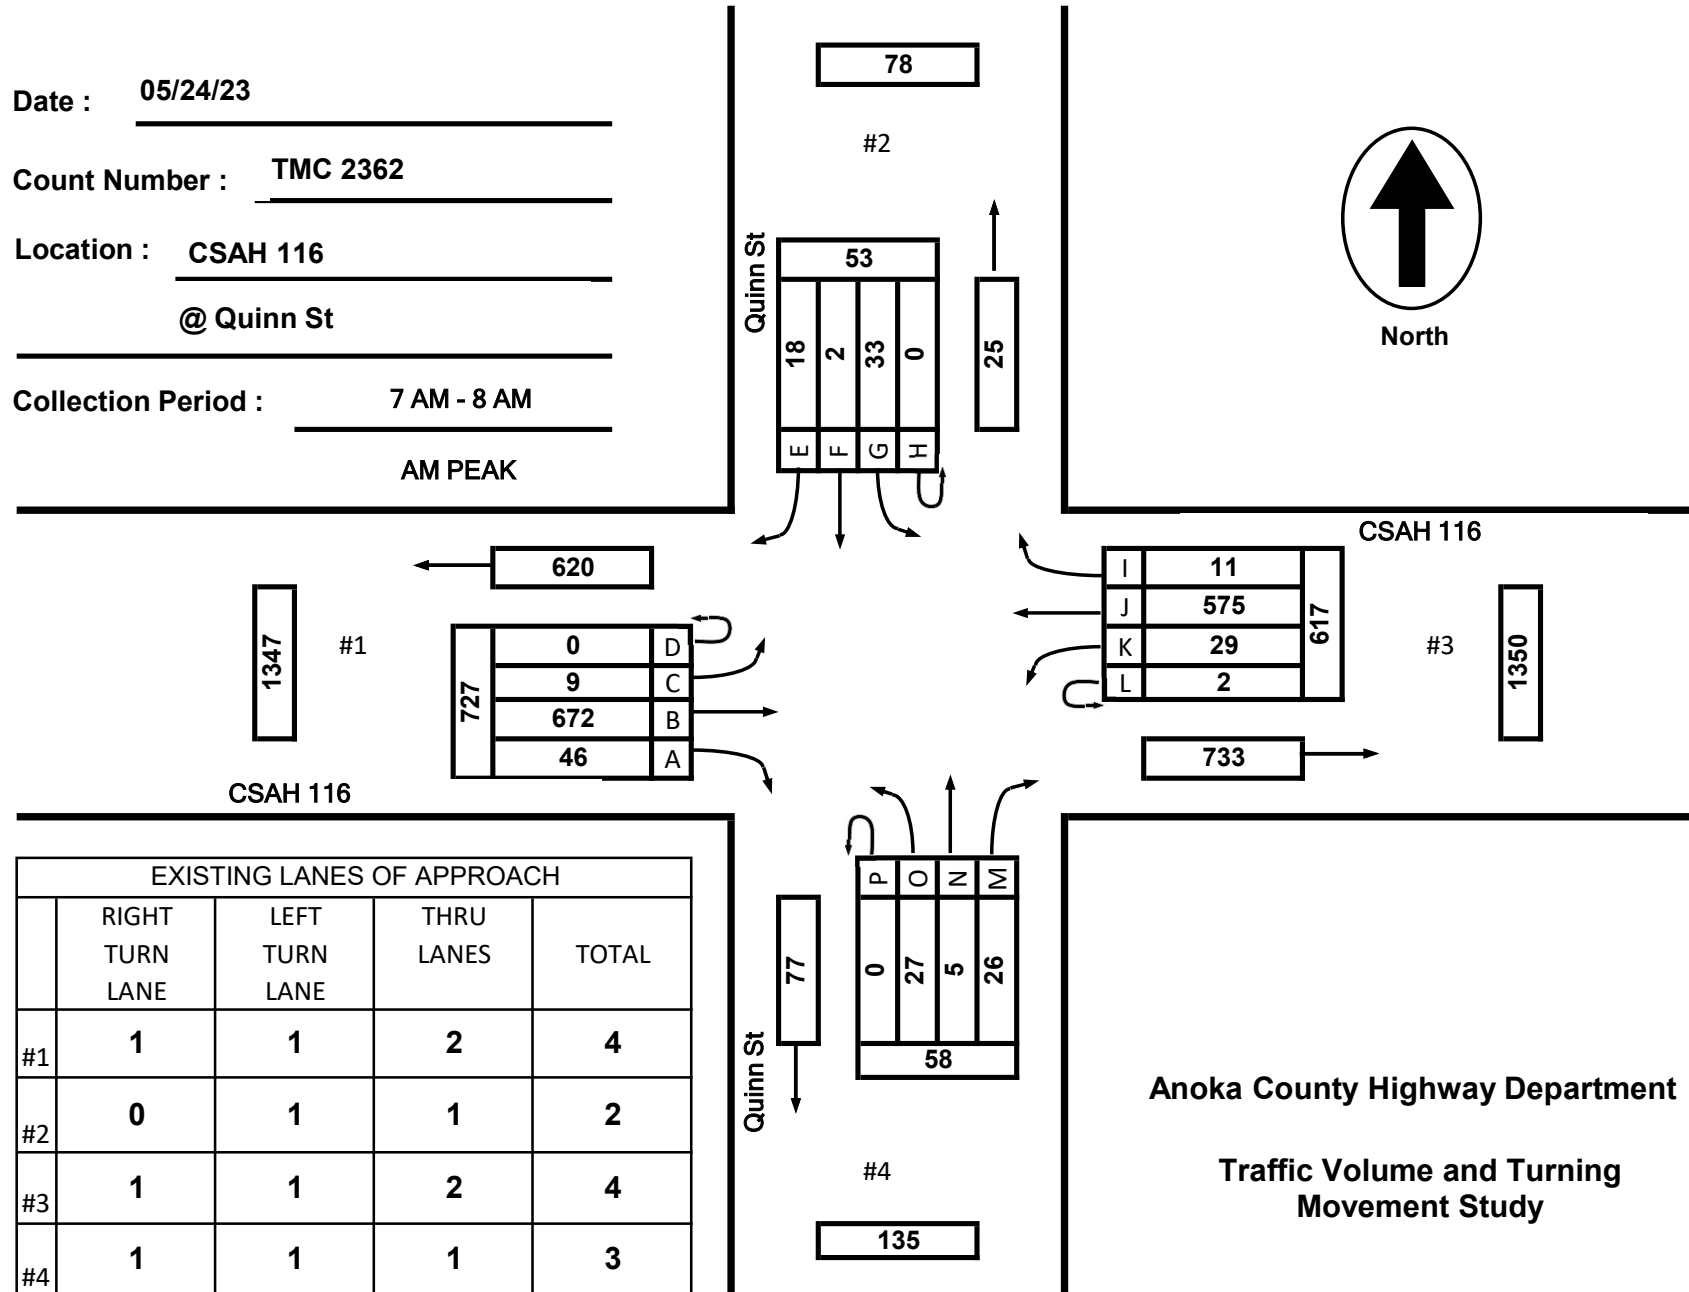 Date : 05/24/23
Count Number : TMC 2362
Location : CSAH 116
@ Quinn St
Collection Period : 7 AM - 8 AM
AM PEAK
78
#2
Quinn St
53
18 2 33 0
E F G H
25
North
CSAH 116
620
1347
#1
727
0 D
9 C
672 B
46 A
CSAH 116
I 11
J 575
K 29
L 2
617
#3
1350
733
P O N M
0 27 5 26
58
77
Quinn St
#4
135
EXISTING LANES OF APPROACH
RIGHT TURN LANE LEFT TURN LANE THRU LANES TOTAL
#1 1 1 2 4
#2 0 1 1 2
#3 1 1 2 4
#4 1 1 1 3
Anoka County Highway Department
Traffic Volume and Turning
Movement Study